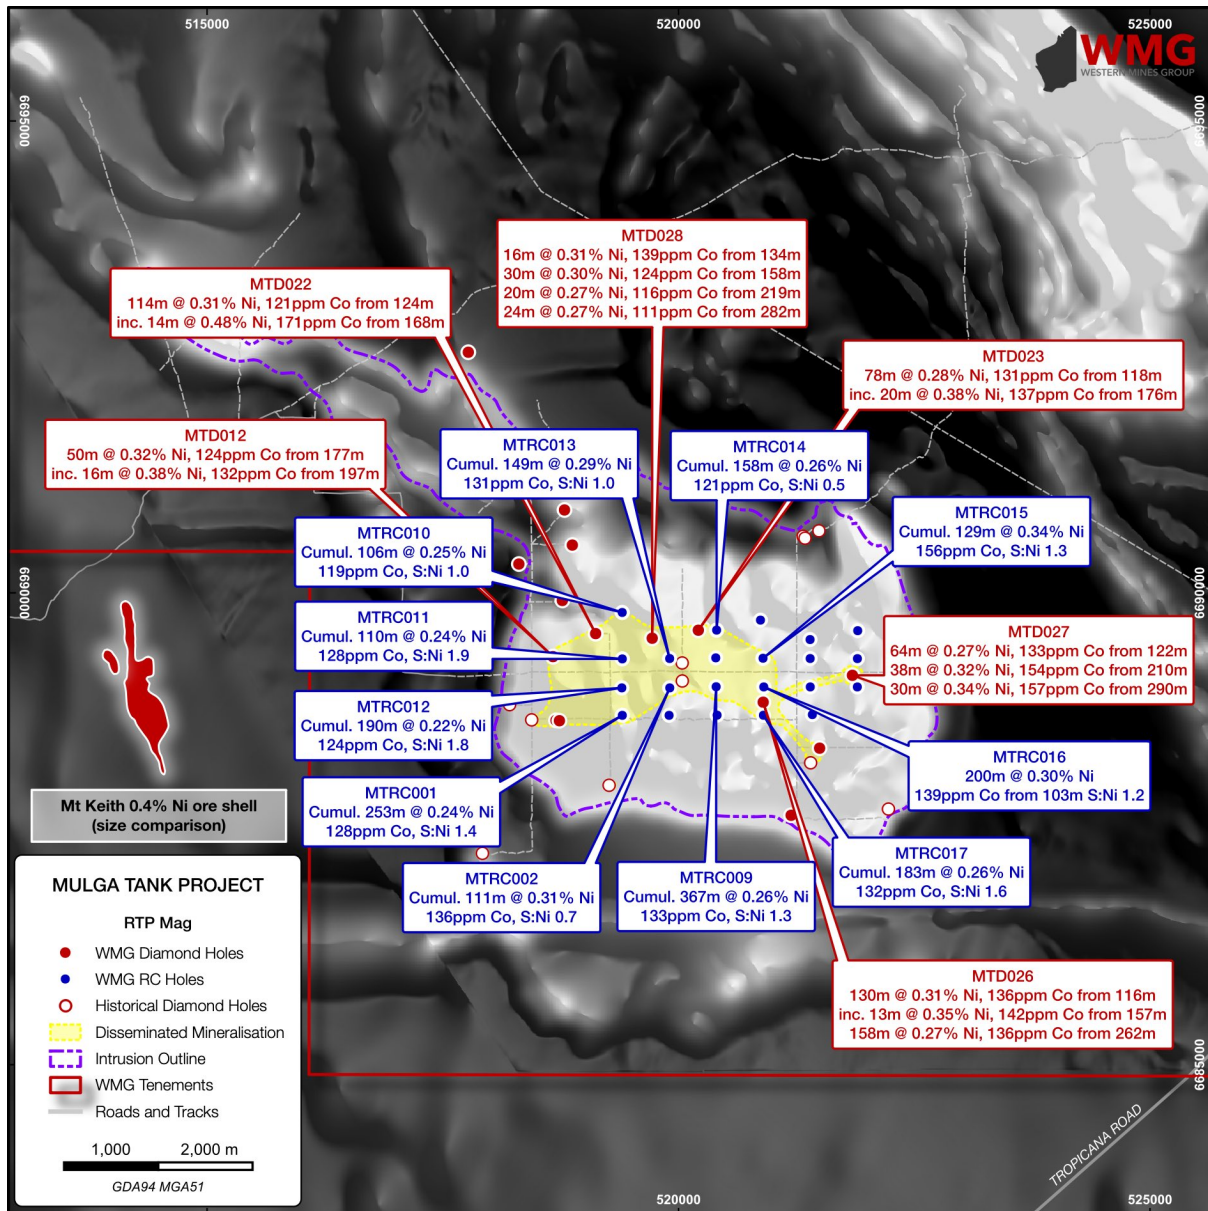 515000
520000
525000
WMG
WESTERN MINES GROUP
6695000
6695000
MTD028
16m @ 0.31% Ni, 139ppm Co from 134m
30m @ 0.30% Ni, 124ppm Co from 158m
20m @ 0.27% Ni, 116ppm Co from 219m
24m @ 0.27% Ni, 111ppm Co from 282m
MTD022
114m @ 0.31% Ni, 121ppm Co from 124m
inc. 14m @ 0.48% Ni, 171ppm Co from 168m
MTD023
78m @ 0.28% Ni, 131ppm Co from 118m
inc. 20m @ 0.38% Ni, 137ppm Co from 176m
MTD012
50m @ 0.32% Ni, 124ppm Co from 177m
inc. 16m @ 0.38% Ni, 132ppm Co from 197m
MTRC013
Cumul. 149m @ 0.29% Ni
131ppm Co, S:Ni 1.0
MTRC014
Cumul. 158m @ 0.26% Ni
121ppm Co, S:Ni 0.5
MTRC015
Cumul. 129m @ 0.34% Ni
156ppm Co, S:Ni 1.3
MTRC010
Cumul. 106m @ 0.25% Ni
119ppm Co, S:Ni 1.0
6690000
6690000
MTRC011
Cumul. 110m @ 0.24% Ni
128ppm Co, S:Ni 1.9
MTD027
64m @ 0.27% Ni, 133ppm Co from 122m
38m @ 0.32% Ni, 154ppm Co from 210m
30m @ 0.34% Ni, 157ppm Co from 290m
MTRC012
Cumul. 190m @ 0.22% Ni
124ppm Co, S:Ni 1.8
MTRC016
200m @ 0.30% Ni
139ppm Co from 103m S:Ni 1.2
MTRC001
Cumul. 253m @ 0.24% Ni
128ppm Co, S:Ni 1.4
Mt Keith 0.4% Ni ore shell
(size comparison)
MTRC002
Cumul. 111m @ 0.31% Ni
136ppm Co, S:Ni 0.7
MTRC009
Cumul. 367m @ 0.26% Ni
133ppm Co, S:Ni 1.3
MTRC017
Cumul. 183m @ 0.26% Ni
132ppm Co, S:Ni 1.6
MTD026
130m @ 0.31% Ni, 136ppm Co from 116m
inc. 13m @ 0.35% Ni, 142ppm Co from 157m
158m @ 0.27% Ni, 136ppm Co from 262m
MULGA TANK PROJECT
RTP Mag
WMG Diamond Holes
WMG RC Holes
Historical Diamond Holes
Disseminated Mineralisation
Intrusion Outline
WMG Tenements
Roads and Tracks
1,000 2,000 m
GDA94 MGA51
6685000
TROPICANA ROAD
520000
525000